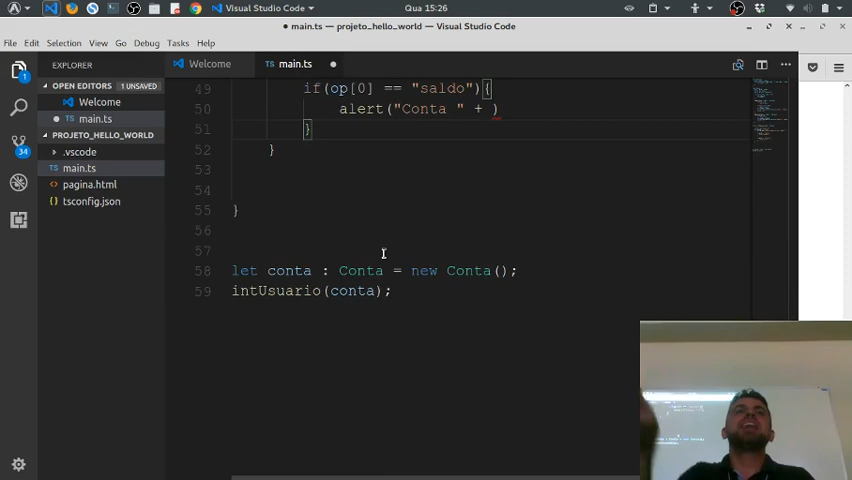 Visual Studio Code
Qua 15:26
main.ts - projeto_hello_world - Visual Studio Code
File Edit Selection View Go Debug Tasks Help
EXPLORER
Welcome
main.ts
OPEN EDITORS 1 UNSAVED
Welcome
main.ts
PROJETO_HELLO_WORLD
.vscode
main.ts
pagina.html
tsconfig.json
1
34
49 if(op[0] == "saldo"){
50 alert("Conta " + )
51 }
52 }
53
54
55 }
56
57
58 let conta : Conta = new Conta();
59 intUsuario(conta);